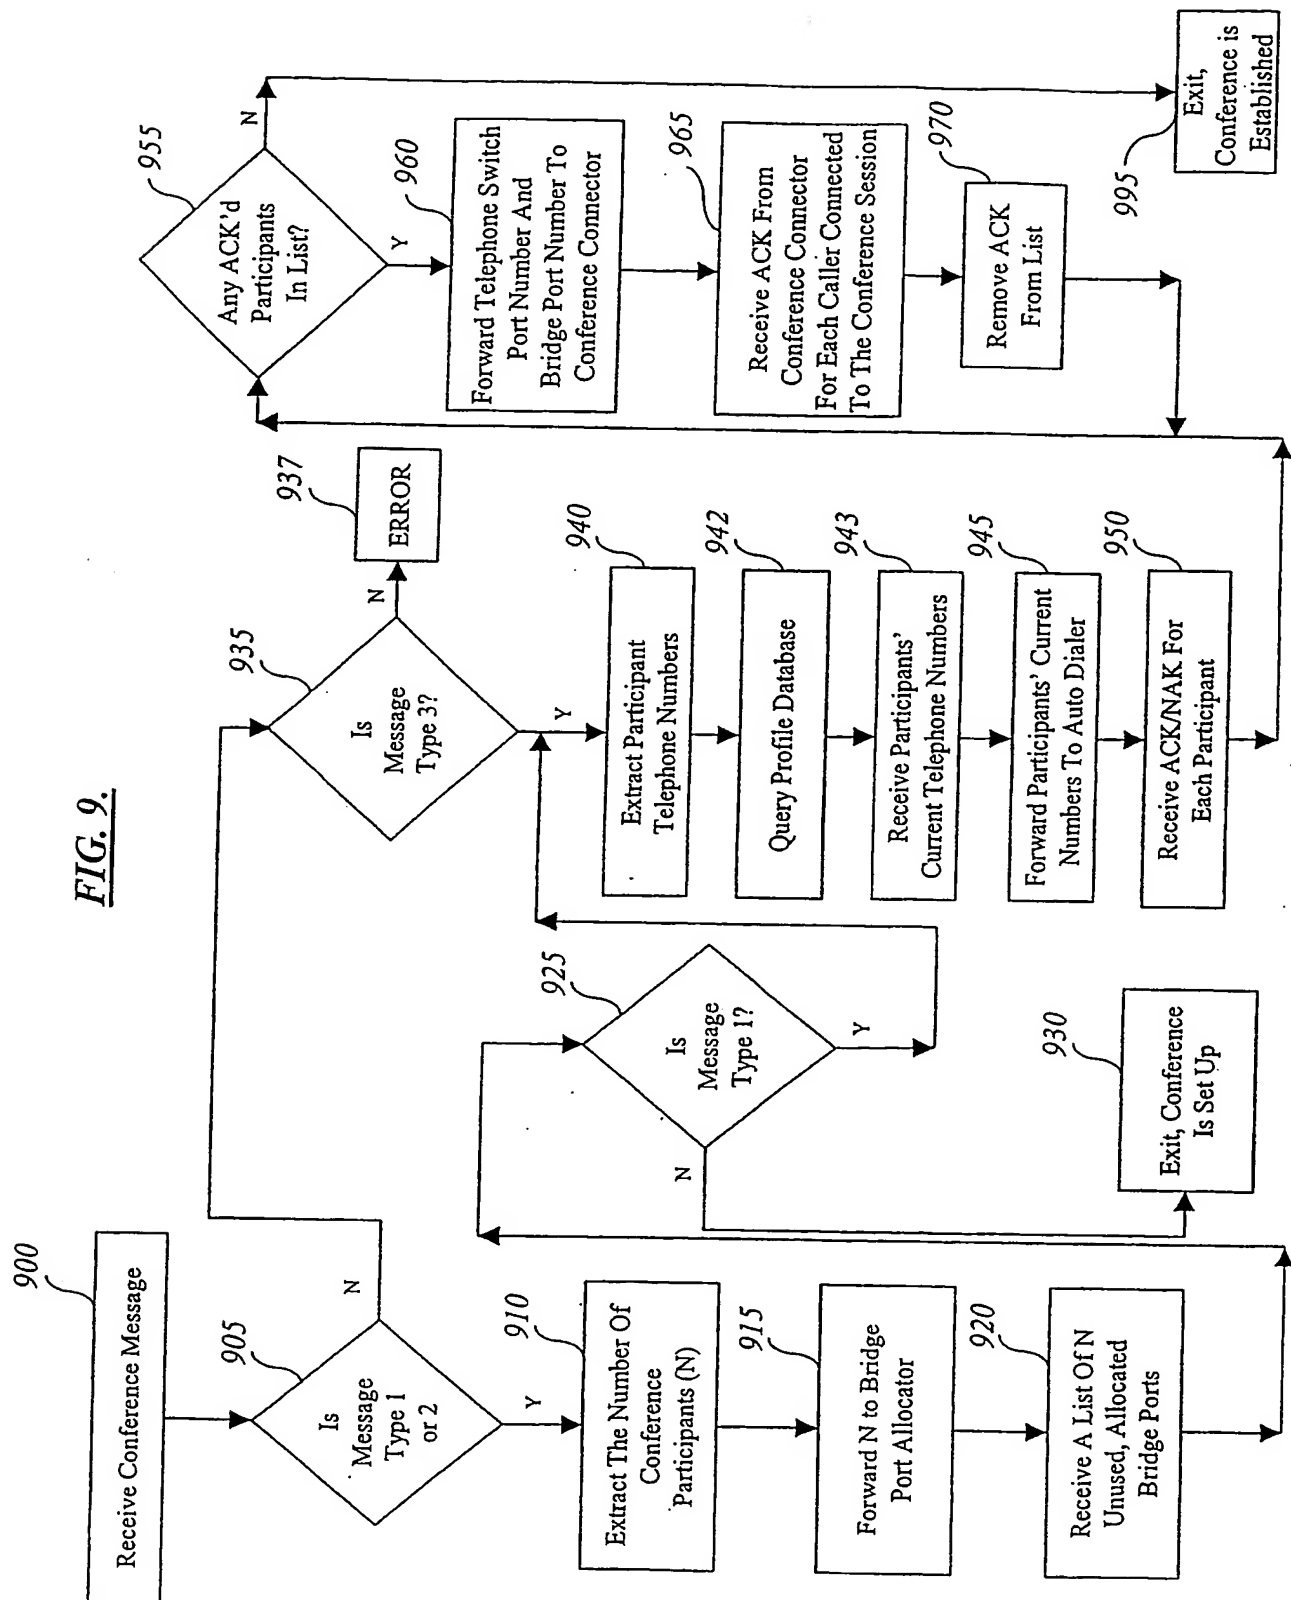 FIG. 9.
900
Receive Conference Message
905
Is
Message
Type 1
or 2
N
Y
910
Extract The Number Of
Conference
Participants (N)
915
Forward N to Bridge
Port Allocator
920
Receive A List Of N
Unused, Allocated
Bridge Ports
925
Is
Message
Type 1?
N
Y
930
Exit, Conference
Is Set Up
935
Is
Message
Type 3?
N
Y
937
ERROR
940
Extract Participant
Telephone Numbers
942
Query Profile Database
943
Receive Participants'
Current Telephone Numbers
945
Forward Participants' Current
Numbers To Auto Dialer
950
Receive ACK/NAK For
Each Participant
955
Any ACK'd
Participants
In List?
N
Y
960
Forward Telephone Switch
Port Number And
Bridge Port Number To
Conference Connector
965
Receive ACK From
Conference Connector
For Each Caller Connected
To The Conference Session
970
Remove ACK
From List
995
Exit,
Conference is
Established